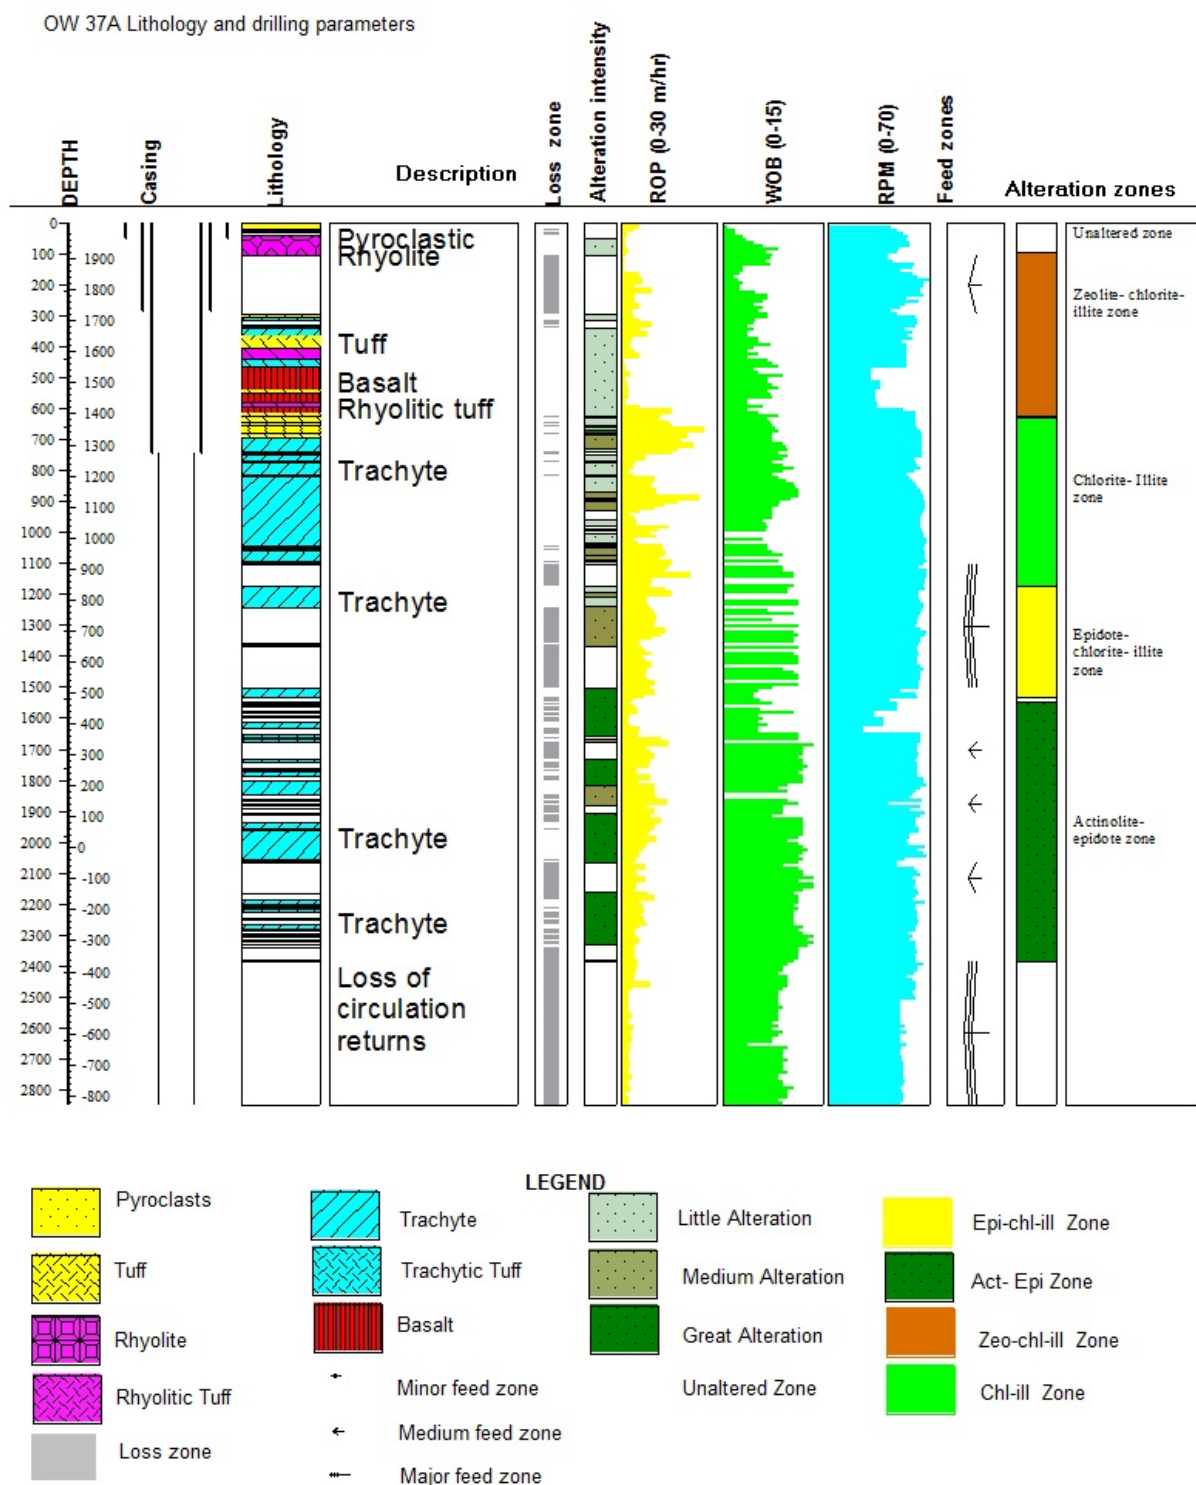 OW 37A Lithology and drilling parameters
DEPTH
Casing
Lithology
Description
Loss zone
Alteration intensity
ROP (0-30 m/hr)
WOB (0-15)
RPM (0-70)
Feed zones
Alteration zones
0
100
200
300
400
500
600
700
800
900
1000
1100
1200
1300
1400
1500
1600
1700
1800
1900
2000
2100
2200
2300
2400
2500
2600
2700
2800
1900
1800
1700
1600
1500
1400
1300
1200
1100
1000
900
800
700
600
500
400
300
200
100
0
-100
-200
-300
-400
-500
-600
-700
-800
Pyroclastic
Rhyolite
Tuff
Basalt
Rhyolitic tuff
Trachyte
Trachyte
Trachyte
Trachyte
Loss of
circulation
returns
Unaltered zone
Zeolite- chlorite-
illite zone
Chlorite- Illite
zone
Epidote-
chlorite- illite
zone
Actinolite-
epidote zone
LEGEND
Pyroclasts
Tuff
Rhyolite
Rhyolitic Tuff
Loss zone
Trachyte
Trachytic Tuff
Basalt
Minor feed zone
Medium feed zone
Major feed zone
Little Alteration
Medium Alteration
Great Alteration
Unaltered Zone
Epi-chl-ill Zone
Act- Epi Zone
Zeo-chl-ill Zone
Chl-ill Zone